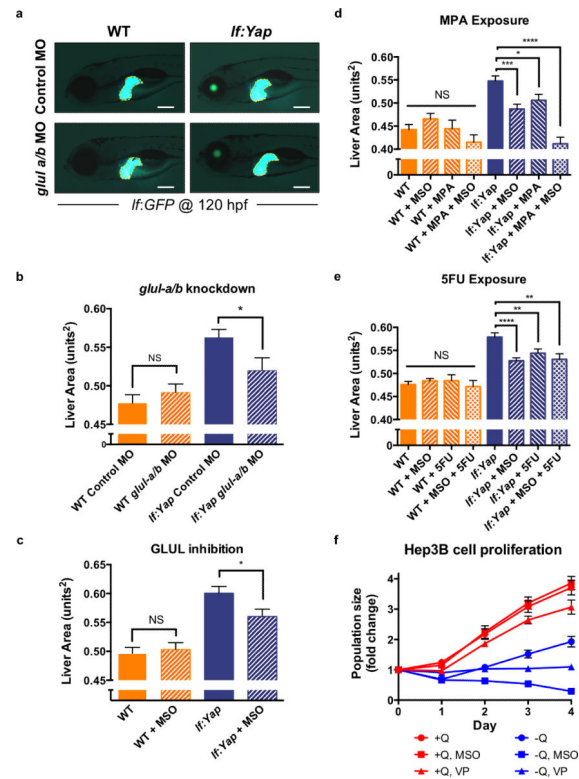 a
WT
lf:Yap
Control MO
glul a/b MO
lf:GFP @ 120 hpf
b
glul-a/b knockdown
Liver Area (units²)
0.60
0.55
0.50
0.45
0
NS
*
WT Control MO
WT glul-a/b MO
lf:Yap Control MO
lf:Yap glul-a/b MO
c
GLUL inhibition
Liver Area (units²)
0.65
0.60
0.55
0.50
0
NS
*
WT
WT + MSO
lf:Yap
lf:Yap + MSO
d
MPA Exposure
Liver Area (units²)
0.60
0.55
0.50
0.45
0.40
0
NS
****
*
***
WT
WT + MSO
WT + MPA
WT + MPA + MSO
lf:Yap
lf:Yap + MSO
lf:Yap + MPA
lf:Yap + MPA + MSO
e
5FU Exposure
Liver Area (units²)
0.60
0.55
0.50
0.45
0.40
0
NS
**
**
****
WT
WT + MSO
WT + 5FU
WT + MSO + 5FU
lf:Yap
lf:Yap + MSO
lf:Yap + 5FU
lf:Yap + MSO + 5FU
f
Hep3B cell proliferation
Population size
(fold change)
4
3
2
1
0
0 1 2 3 4
Day
+Q -Q
+Q, MSO -Q, MSO
+Q, VP -Q, VP